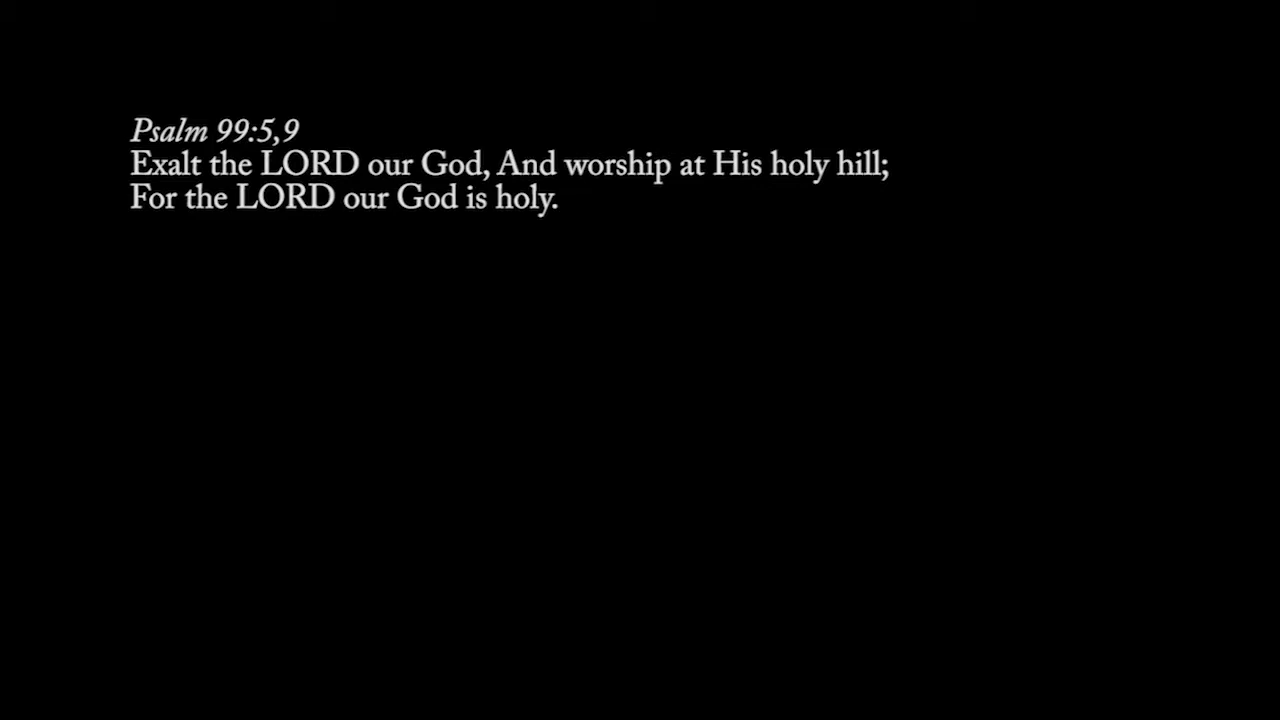 Psalm 99:5,9
Exalt the LORD our God, And worship at His holy hill;
For the LORD our God is holy.